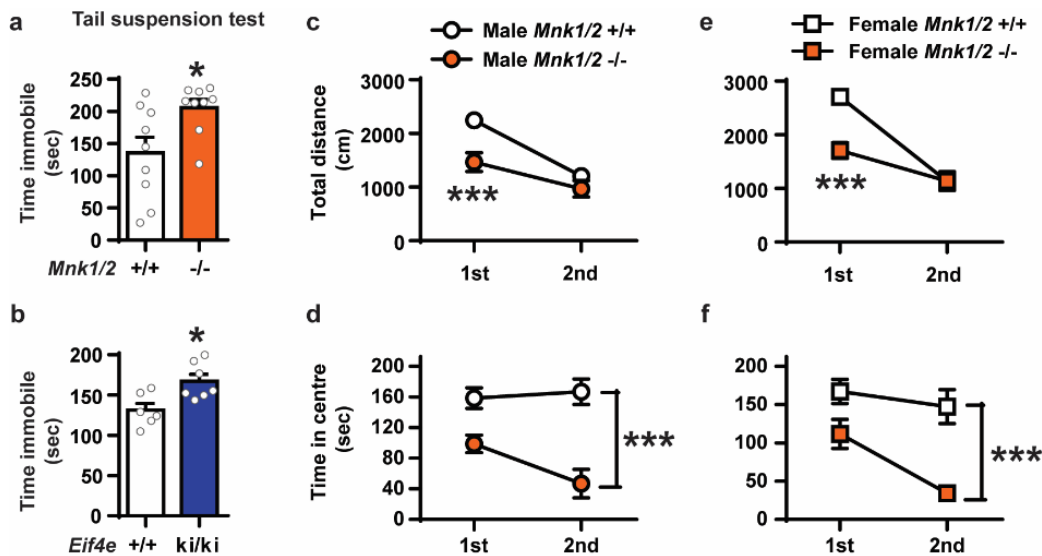 a Tail suspension test
*
Time immobile
(sec)
250
200
150
100
50
0
Mnk1/2 +/+ -/-
b
*
Time immobile
(sec)
200
150
100
50
0
Eif4e +/+ ki/ki
c
Male Mnk1/2 +/+
Male Mnk1/2 -/-
Total distance
(cm)
3000
2000
1000
0
***
1st 2nd
d
Time in centre
(sec)
200
160
120
80
40
0
***
1st 2nd
e
Female Mnk1/2 +/+
Female Mnk1/2 -/-
3000
2000
1000
0
***
1st 2nd
f
200
150
100
50
0
***
1st 2nd